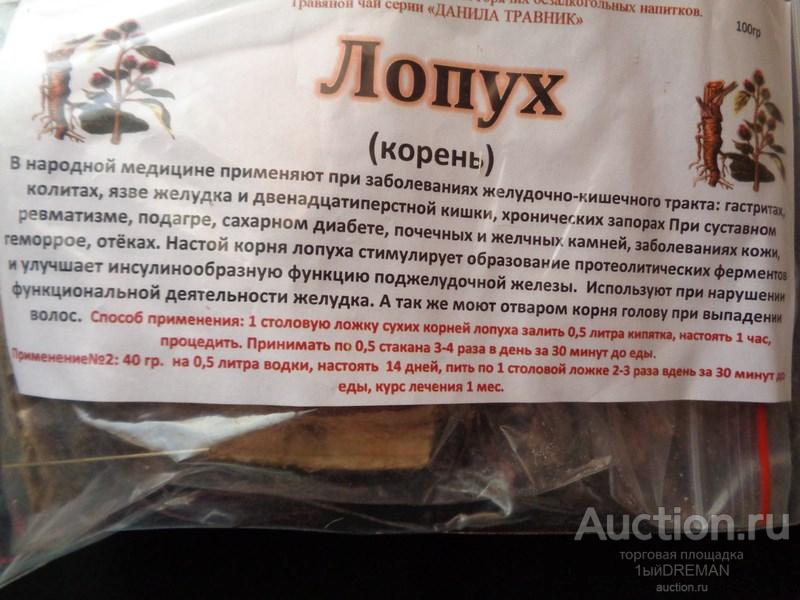 безалкогольных напитков.
Травяной чай серии «ДАНИЛА ТРАВНИК»
100гр
Лопух
(корень)
В народной медицине применяют при заболеваниях желудочно-кишечного тракта: гастритах,
колитах, язве желудка и двенадцатиперстной кишки, хронических запорах При суставном
ревматизме, подагре, сахарном диабете, почечных и желчных камней, заболеваниях кожи,
геморрое, отёках. Настой корня лопуха стимулирует образование протеолитических ферментов
и улучшает инсулинообразную функцию поджелудочной железы. Используют при нарушении
функциональной деятельности желудка. А так же моют отваром корня голову при выпадении
волос. Способ применения: 1 столовую ложку сухих корней лопуха залить 0,5 литра кипятка, настоять 1 час,
процедить. Принимать по 0,5 стакана 3-4 раза в день за 30 минут до еды.
Применение№2: 40 гр. на 0,5 литра водки, настоять 14 дней, пить по 1 столовой ложке 2-3 раза вдень за 30 минут до
еды, курс лечения 1 мес.
Auction.ru
торговая площадка
1ыйDREMAN
auction.ru